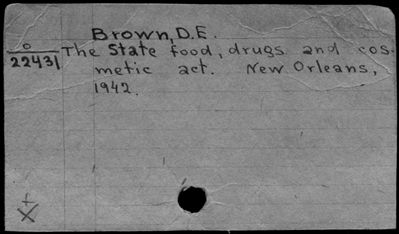 Brown, D.E.
o
22431
The State food, drugs and cos-
metic act. New Orleans,
1942.
+
X